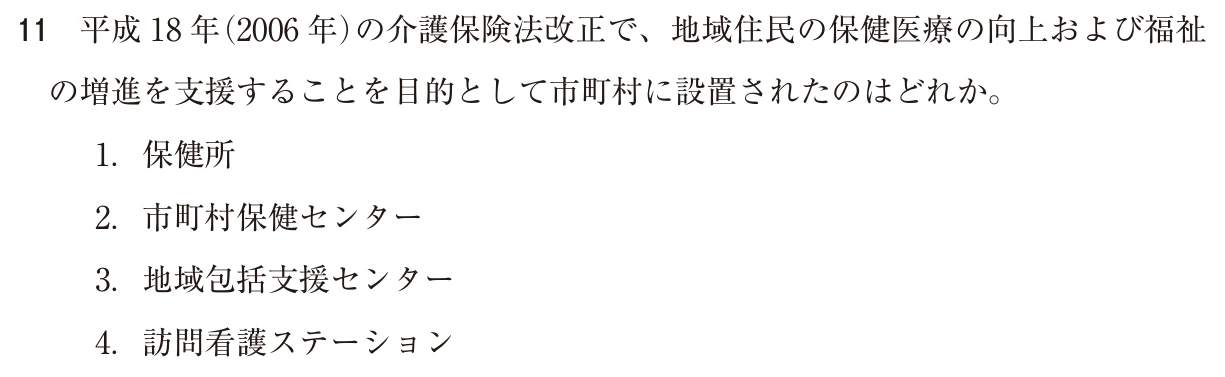 11 平成 18 年(2006 年)の介護保険法改正で、地域住民の保健医療の向上および福祉
の増進を支援することを目的として市町村に設置されたのはどれか。
1. 保健所
2. 市町村保健センター
3. 地域包括支援センター
4. 訪問看護ステーション